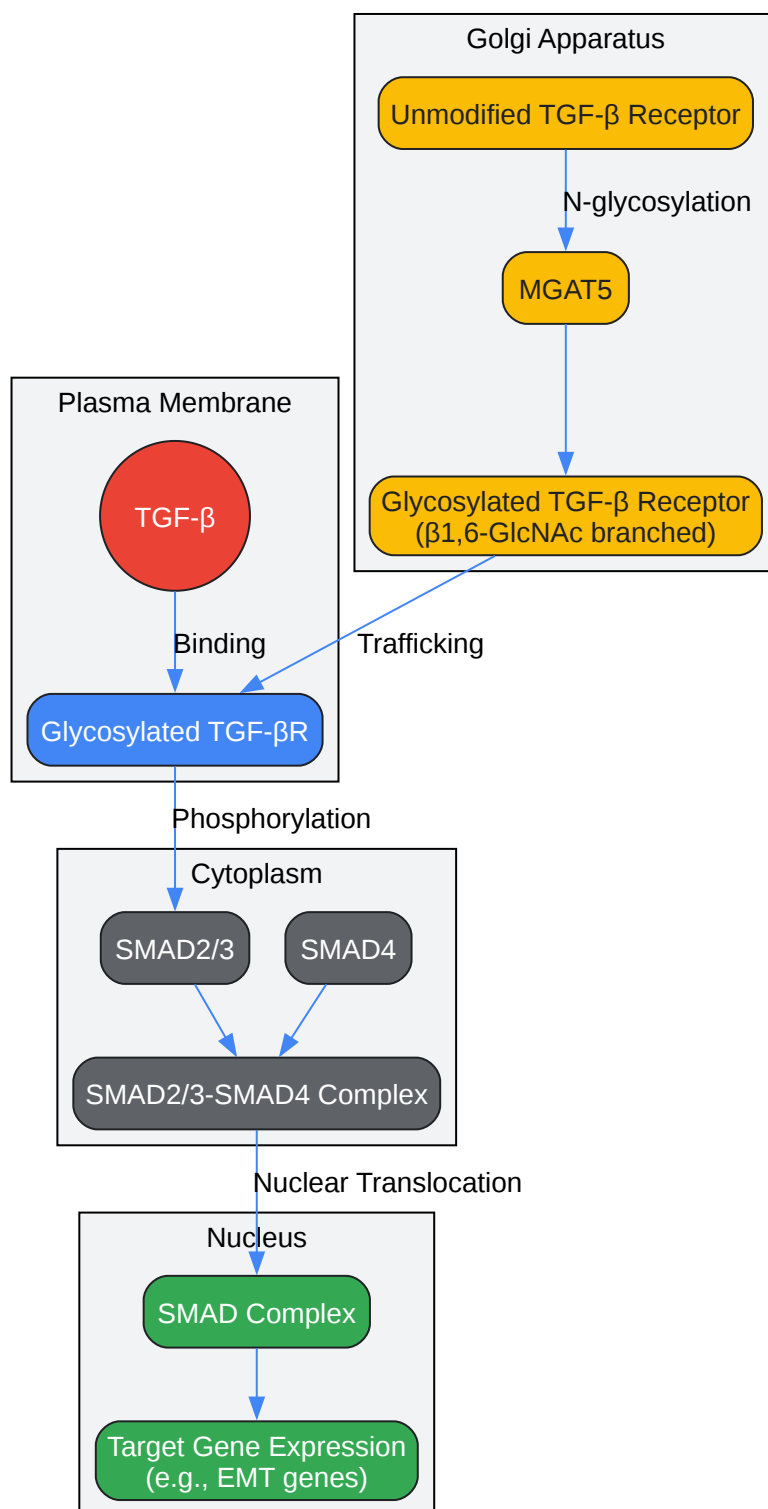 Golgi Apparatus
Unmodified TGF-β Receptor
N-glycosylation
MGAT5
Glycosylated TGF-β Receptor
(β1,6-GlcNAc branched)
Plasma Membrane
TGF-β
Binding
Trafficking
Glycosylated TGF-βR
Phosphorylation
Cytoplasm
SMAD2/3
SMAD4
SMAD2/3-SMAD4 Complex
Nuclear Translocation
Nucleus
SMAD Complex
Target Gene Expression
(e.g., EMT genes)